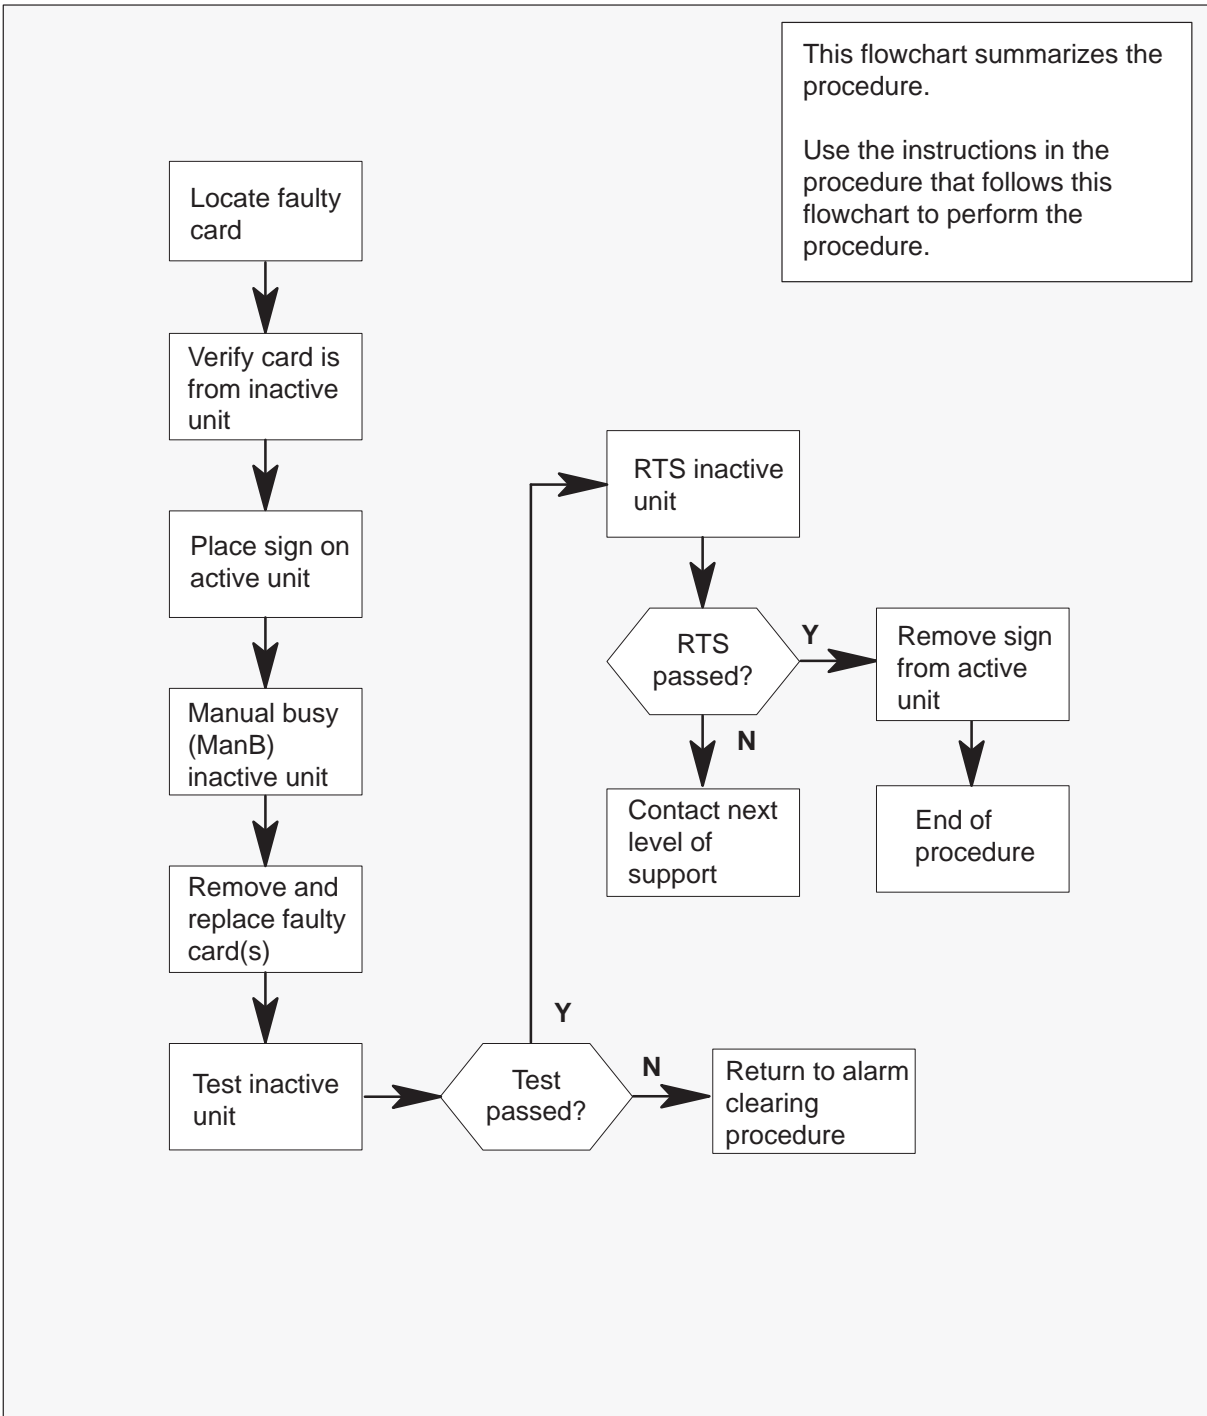 This flowchart summarizes the
procedure.
Use the instructions in the
procedure that follows this
flowchart to perform the
procedure.
Locate faulty
card
Verify card is
from inactive
unit
Place sign on
active unit
Manual busy
(ManB)
inactive unit
Remove and
replace faulty
card(s)
Test inactive
unit
Test
passed?
Y
N
Return to alarm
clearing
procedure
RTS inactive
unit
RTS
passed?
Y
N
Remove sign
from active
unit
Contact next
level of
support
End of
procedure